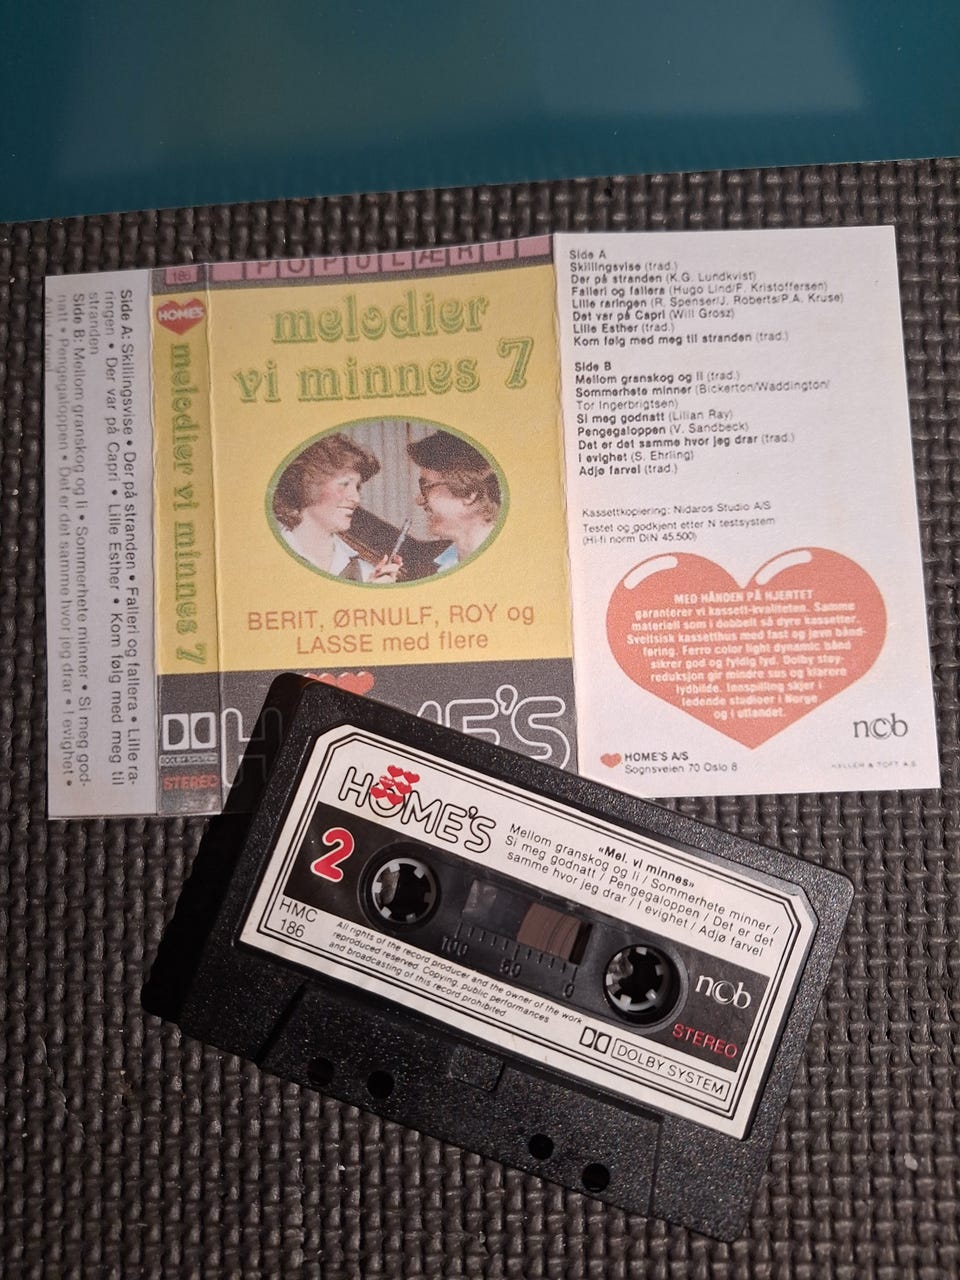 Side A: Skillingsvise • Der på stranden • Falleri og fallera • Lille ra-
ringen • Der var på Capri • Lille Esther • Kom følg med meg til
stranden
Side B: Mellom granskog og li • Sommerhete minner • Si meg god-
natt • Pengegaloppen • Det er det samme hvor jeg drar • I evighet •
186
HOME'S
melodier vi minnes 7
DOLBY SYSTEM
STEREO
POPULÆRT
melodier
vi minnes 7
BERIT, ØRNULF, ROY og
LASSE med flere
HOME'S
Side A
Skillingsvise (trad.)
Der på stranden (K.G. Lundkvist)
Falleri og fallera (Hugo Lind/F. Kristoffersen)
Lille raringen (R. Spenser/J. Roberts/P.A. Kruse)
Det var på Capri (Will Grosz)
Lille Esther (trad.)
Kom følg med meg til stranden (trad.)
Side B
Mellom granskog og li (trad.)
Sommerhete minner (Bickerton/Waddington/
Tor Ingerbrigtsen)
Si meg godnatt (Lilian Ray)
Pengegaloppen (V. Sandbeck)
Det er det samme hvor jeg drar (trad.)
I evighet (S. Ehrling)
Adjø farvel (trad.)
Kassettkopiering: Nidaros Studio A/S
Testet og godkjent etter N testsystem
(Hi-fi norm DIN 45.500)
MED HÅNDEN PÅ HJERTET
garanterer vi kassett-kvaliteten. Samme
materiell som i dobbelt så dyre kassetter.
Sveitsisk kassetthus med fast og jevn bånd-
føring. Ferro color light dynamic bånd
sikrer god og fyldig lyd. Dolby støy-
reduksjon gir mindre sus og klarere
lydbilde. Innspilling skjer i
ledende studioer i Norge
og i utlandet.
ncb
HOME'S A/S
Sognsveien 70 Oslo 8
KELLER & TOFT A.S
HOME'S
2
«Mel. vi minnes»
Mellom granskog og li / Sommerhete minner /
Si meg godnatt / Pengegaloppen / Det er det
samme hvor jeg drar / I evighet / Adjø farvel
HMC
186
100 50 0
ncb
STEREO
All rights of the record producer and the owner of the work
reproduced reserved. Copying, public performances
and broadcasting of this record prohibited
DOLBY SYSTEM